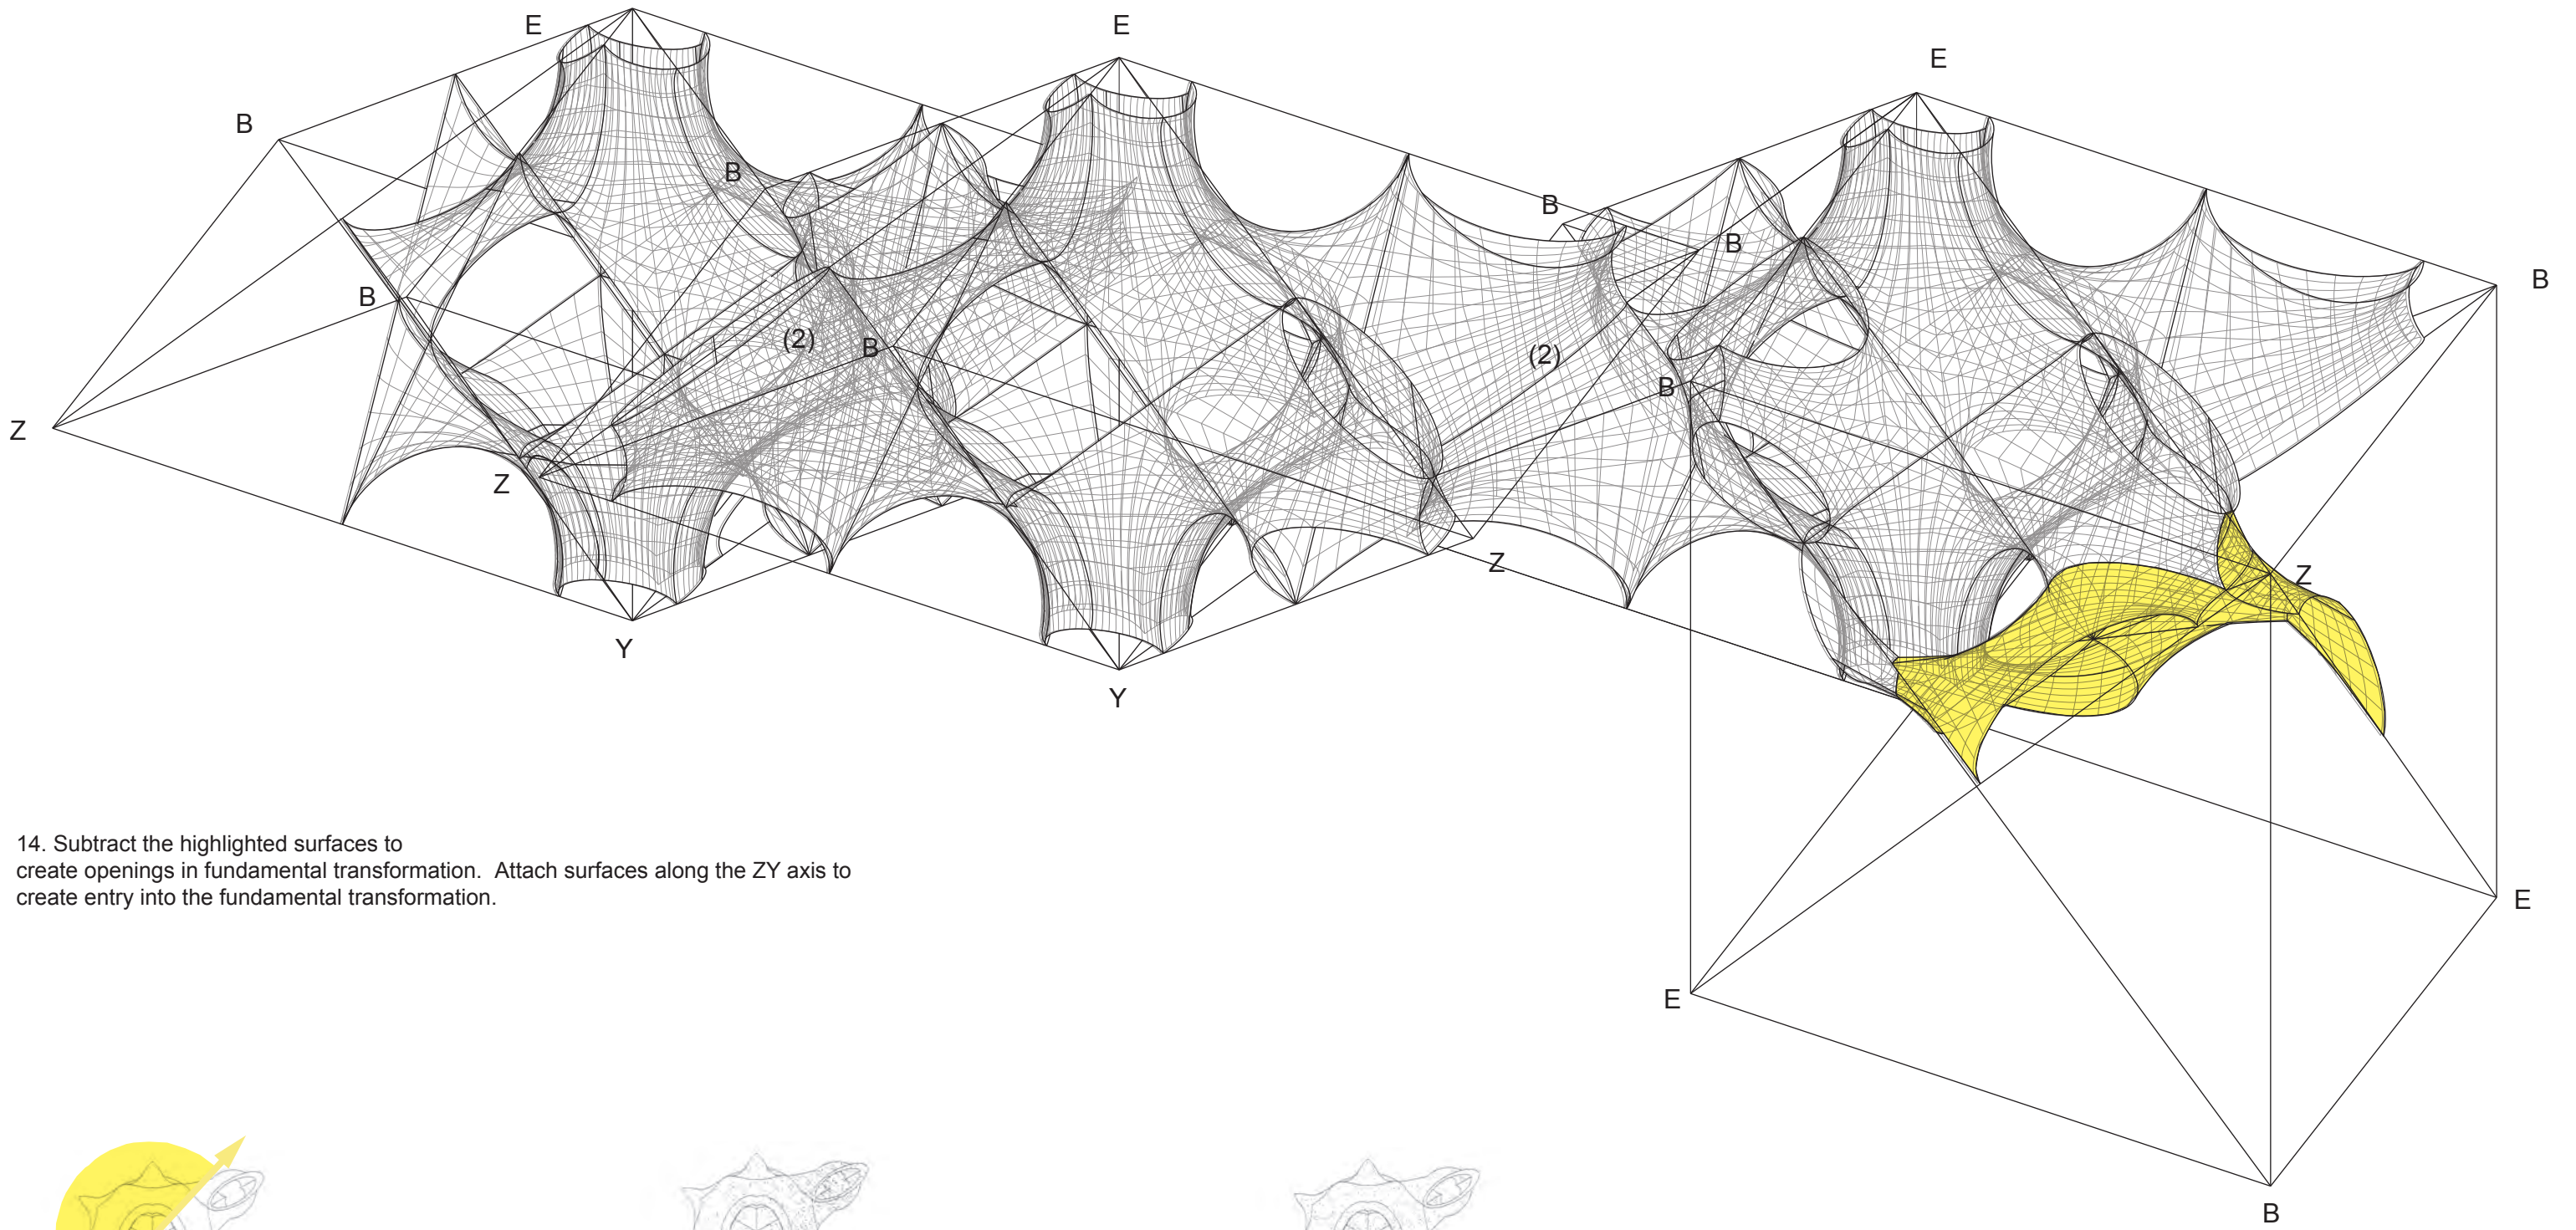 E
E
E
B
B
B
B
B
B
(2)
B
(2)
B
Z
Z
Z
Z
Y
Y
14. Subtract the highlighted surfaces to
create openings in fundamental transformation.  Attach surfaces along the ZY axis to
create entry into the fundamental transformation.
E
E
B